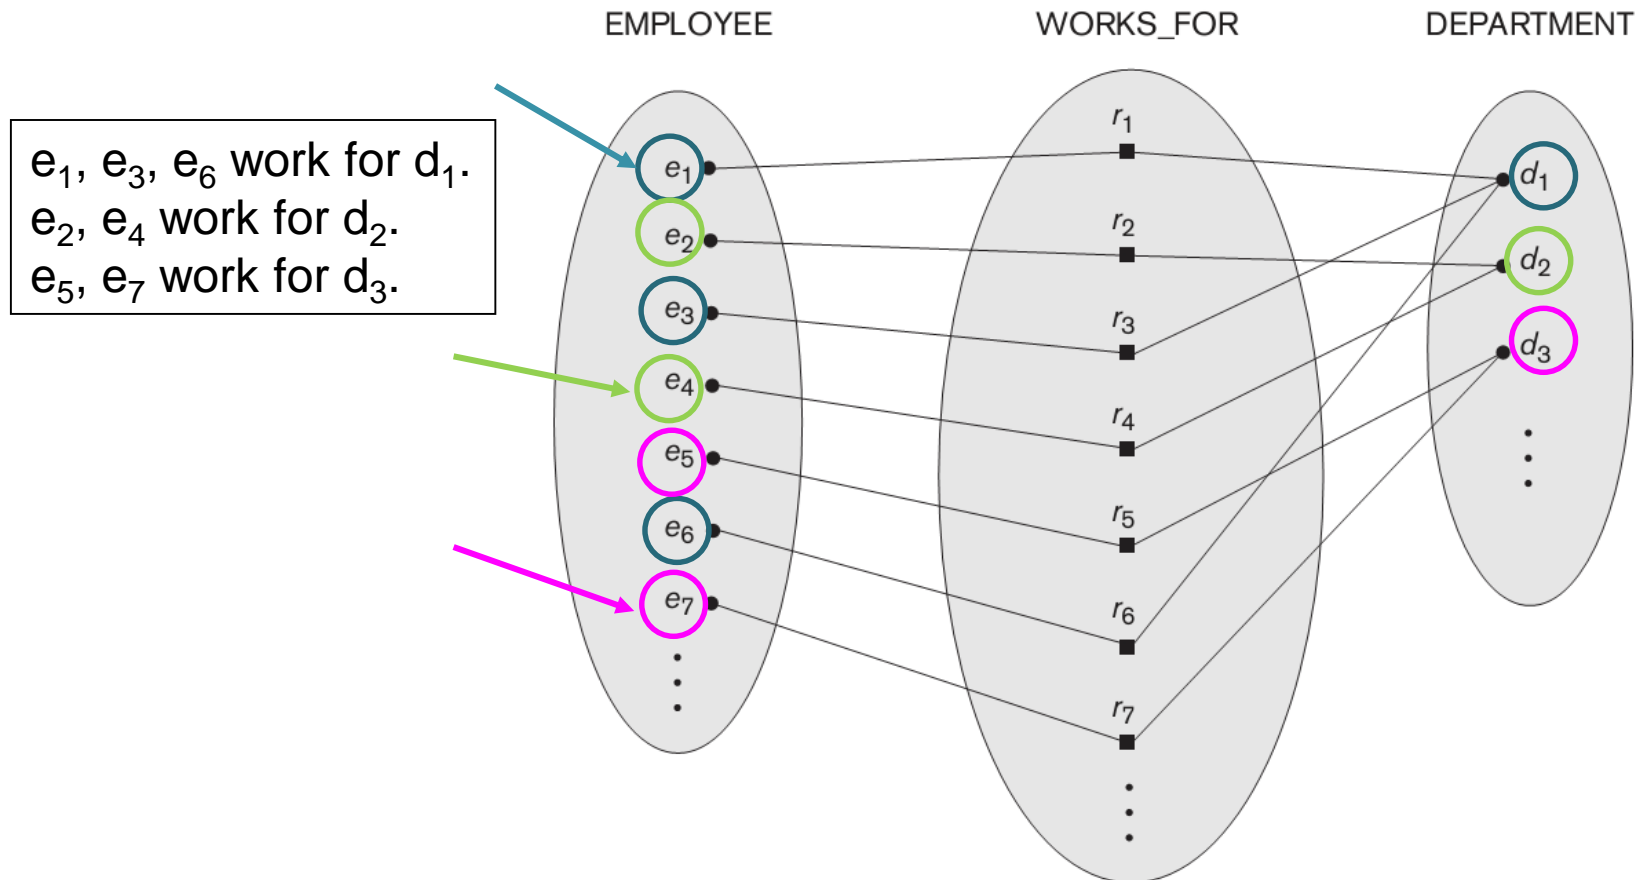 EMPLOYEE WORKS_FOR DEPARTMENT
e₁, e₃, e₆ work for d₁.
e₂, e₄ work for d₂.
e₅, e₇ work for d₃.
e₁
e₂
e₃
e₄
e₅
e₆
e₇
r₁
r₂
r₃
r₄
r₅
r₆
r₇
d₁
d₂
d₃